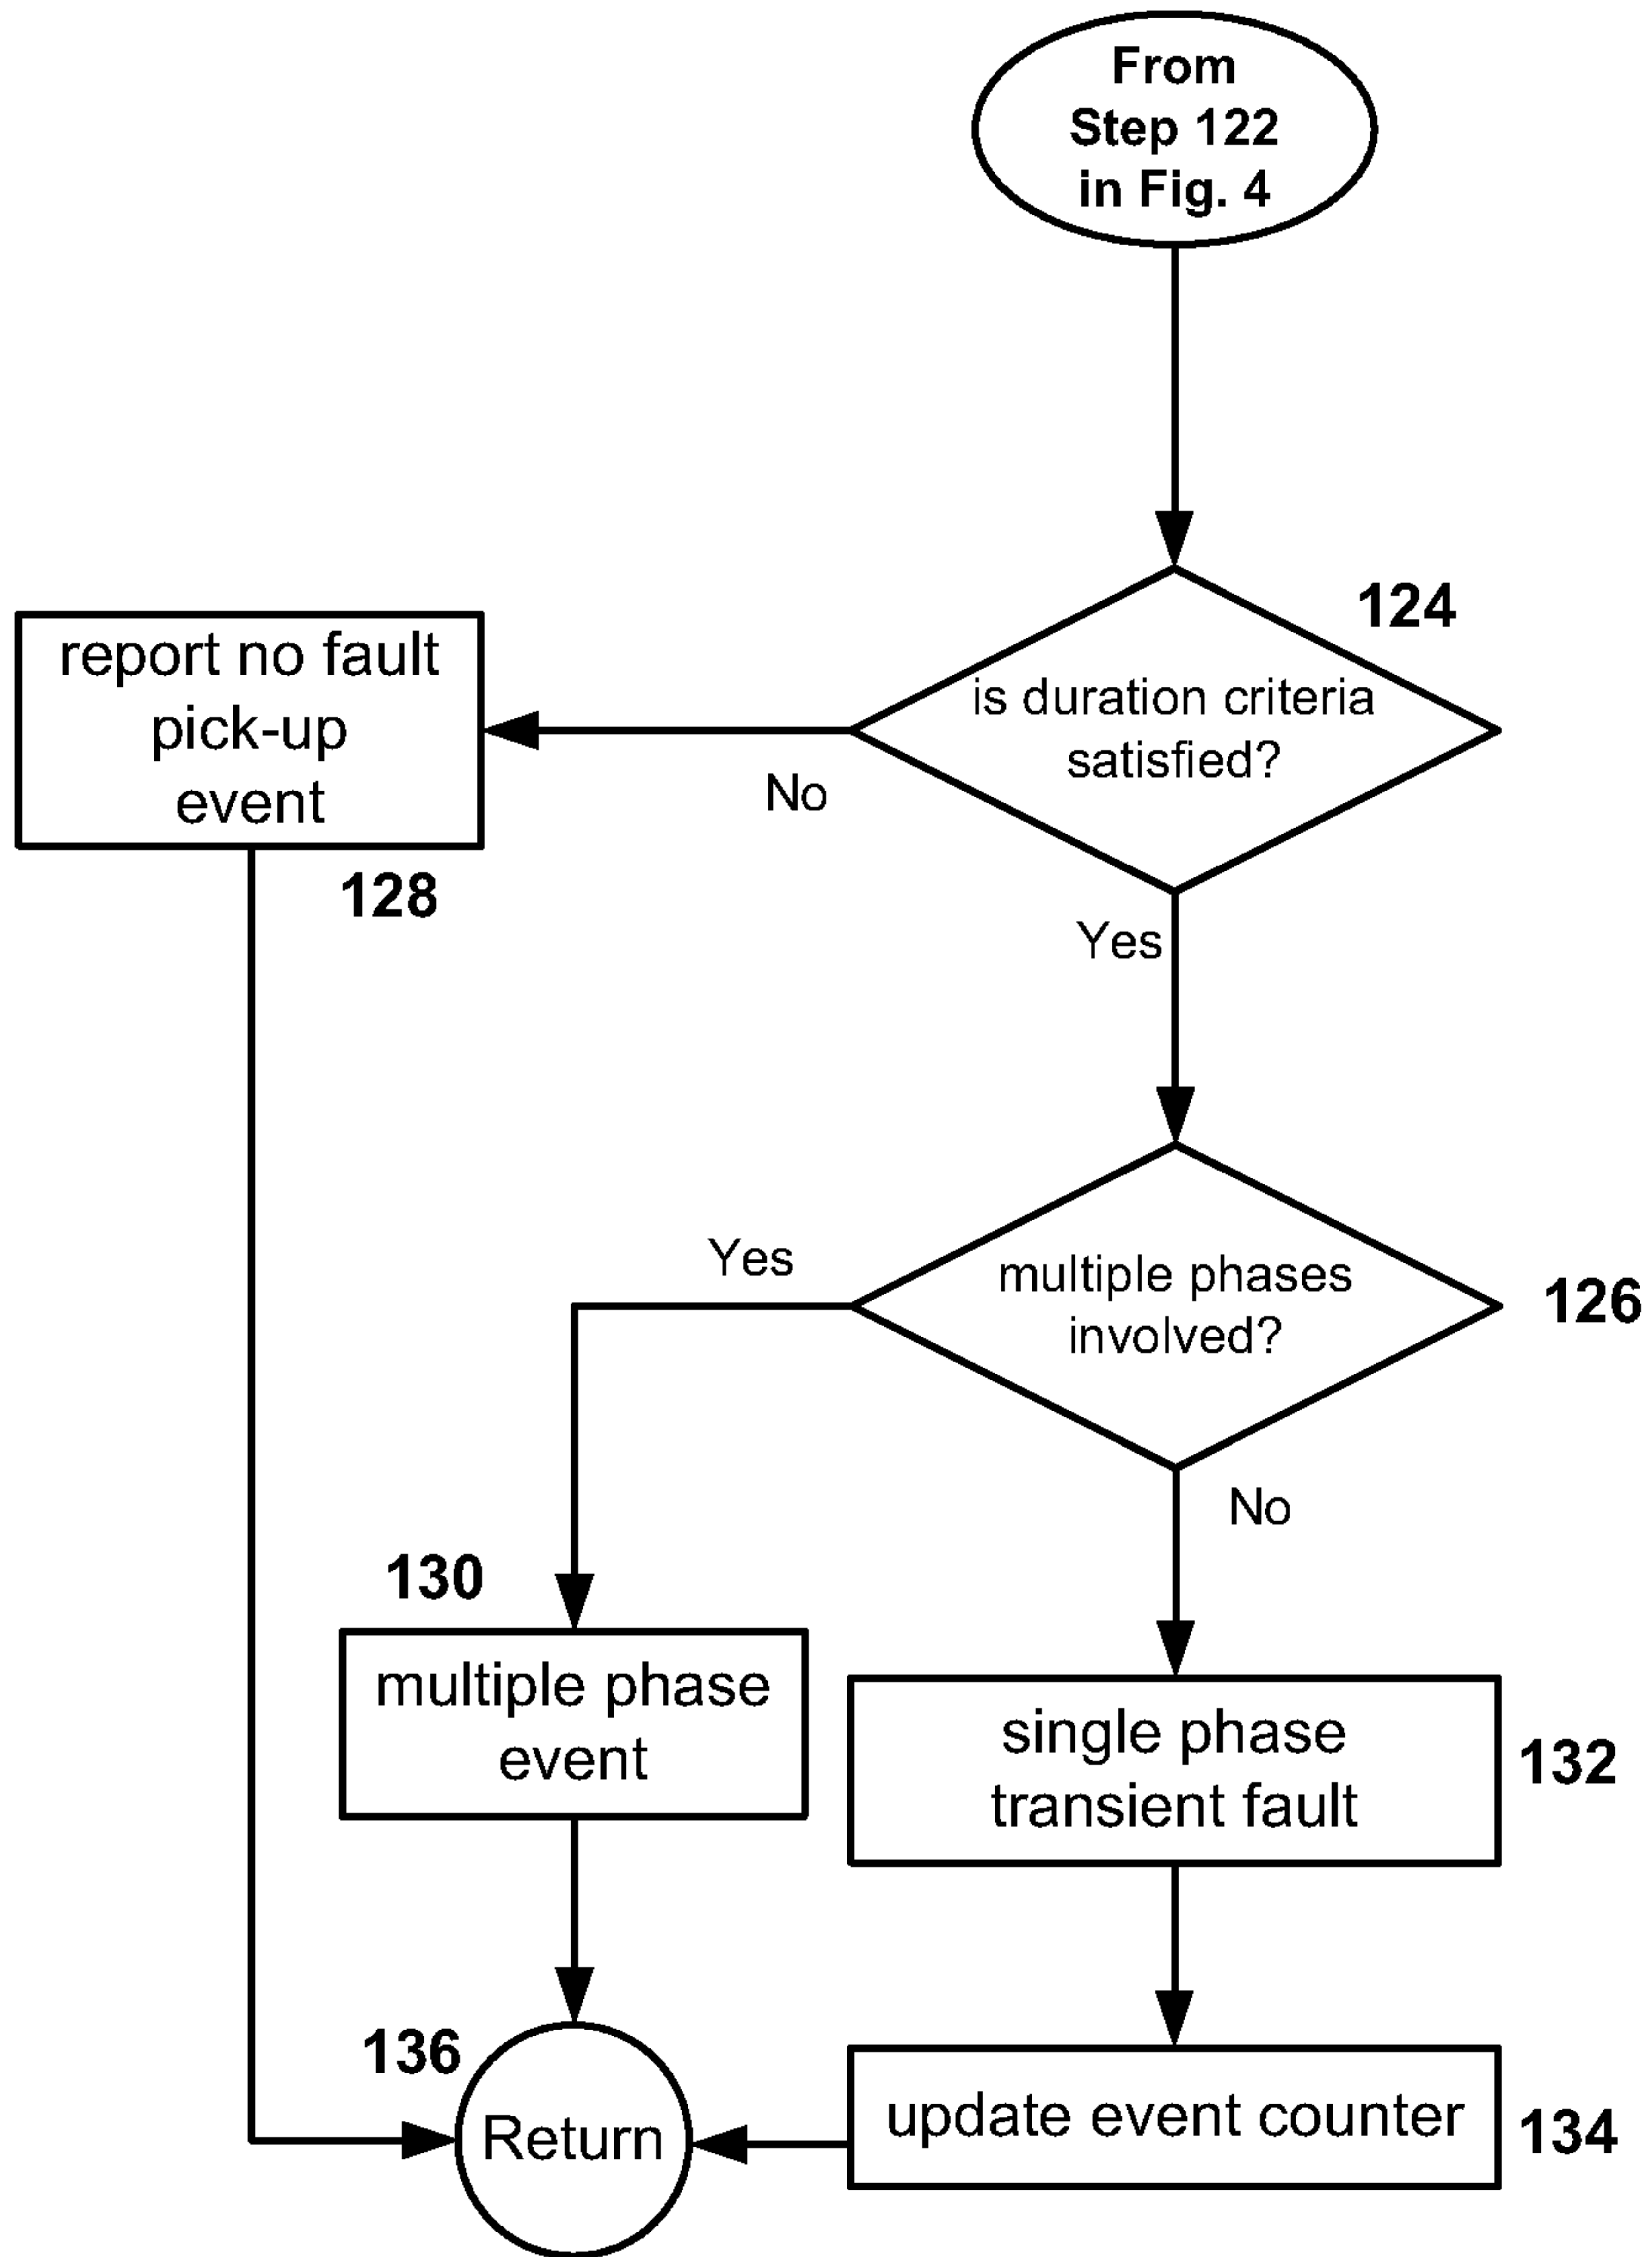 From
Step 122
in Fig. 4
124
is duration criteria
satisfied?
No
report no fault
pick-up
event
128
Yes
126
multiple phases
involved?
Yes
No
130
multiple phase
event
single phase
transient fault
132
136
Return
update event counter
134